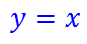 y = x